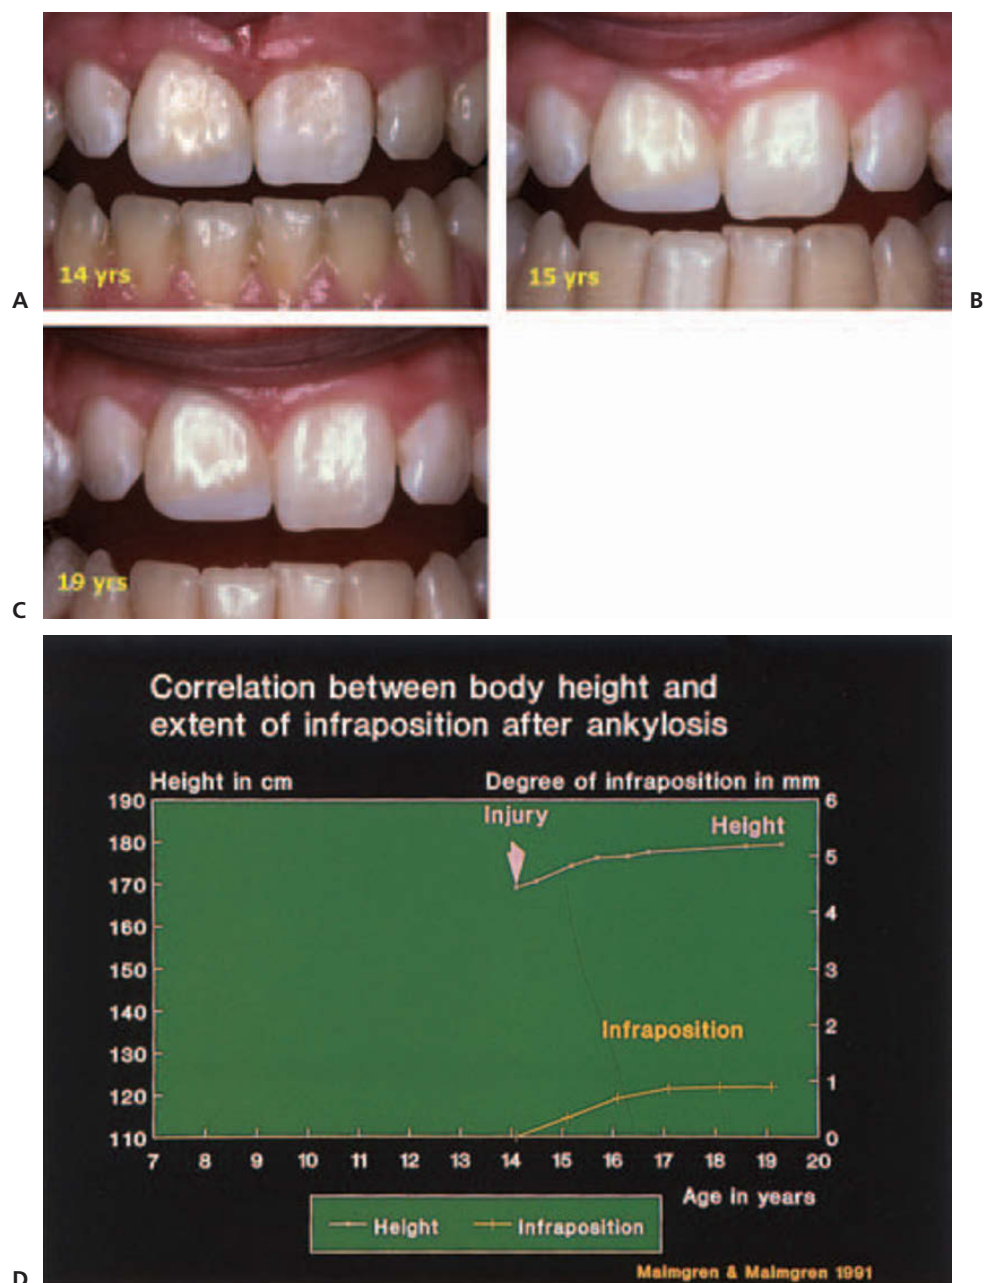 14 yrs
A
15 yrs
B
19 yrs
C
Correlation between body height and
extent of infraposition after ankylosis
Height in cm
Degree of infraposition in mm
190
180
170
160
150
140
130
120
110
6
5
4
3
2
1
0
Injury
Height
Infraposition
7 8 9 10 11 12 13 14 15 16 17 18 19 20
Age in years
Height
Infraposition
Malmgren & Malmgren 1991
D